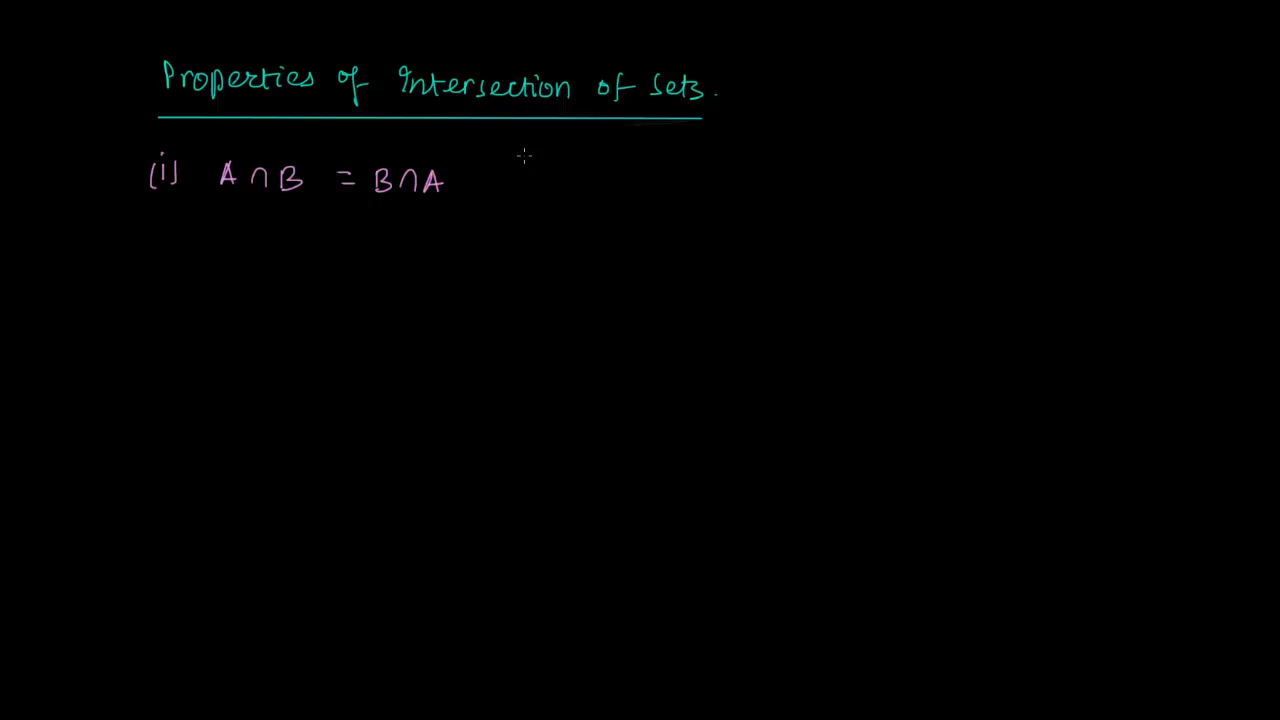 Properties of Intersection of Sets.
(i) A ∩ B = B ∩ A